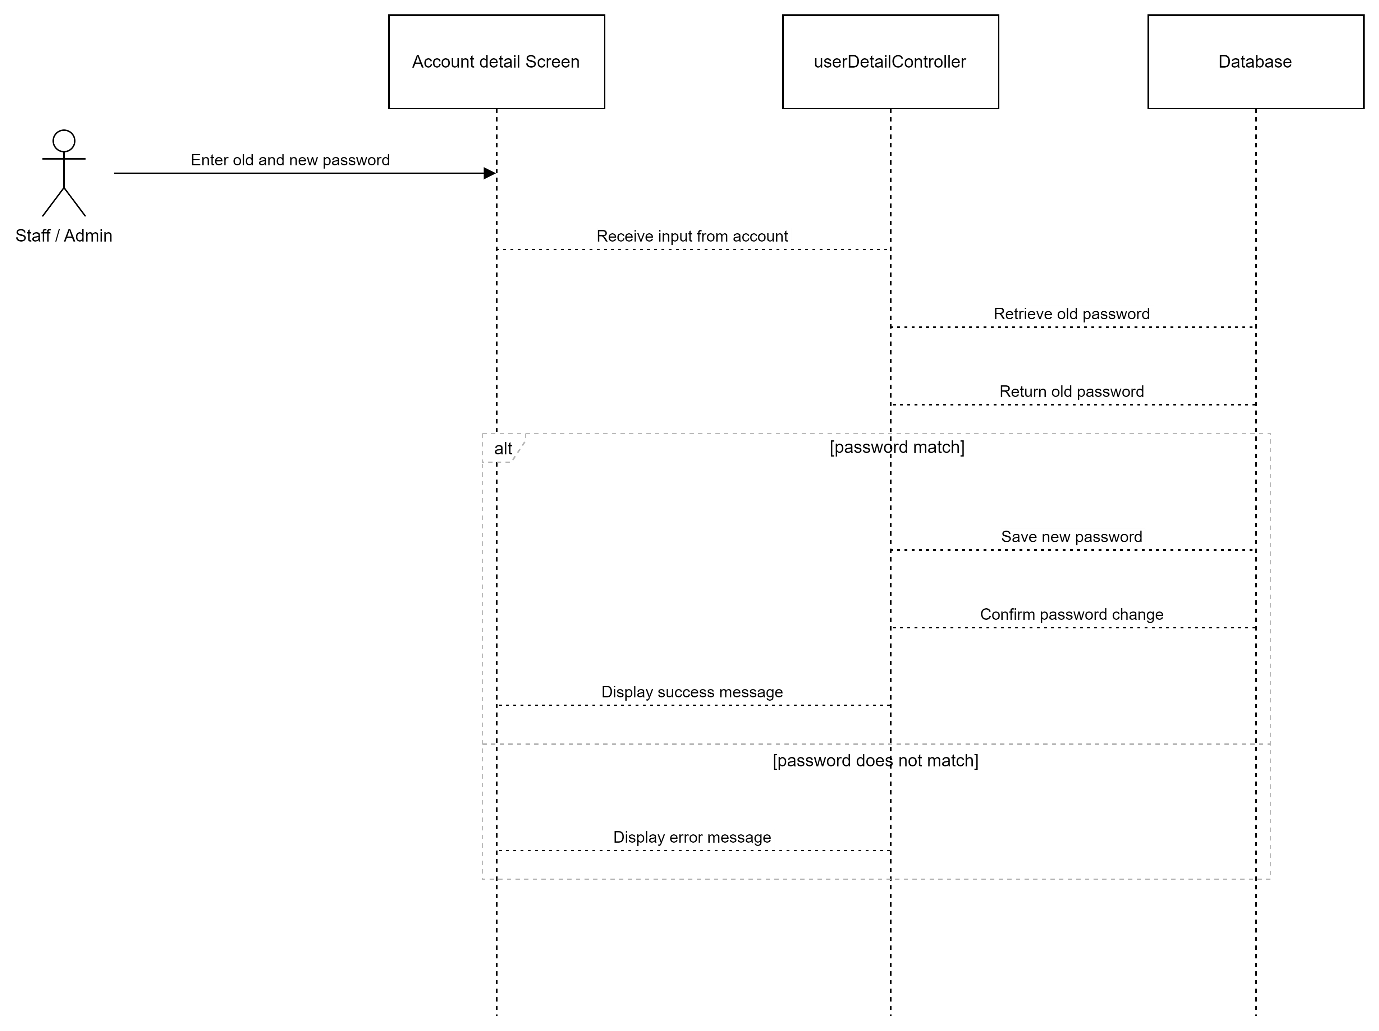 Account detail Screen
userDetailController
Database
Enter old and new password
Staff / Admin
Receive input from account
Retrieve old password
Return old password
alt
[password match]
Save new password
Confirm password change
Display success message
[password does not match]
Display error message